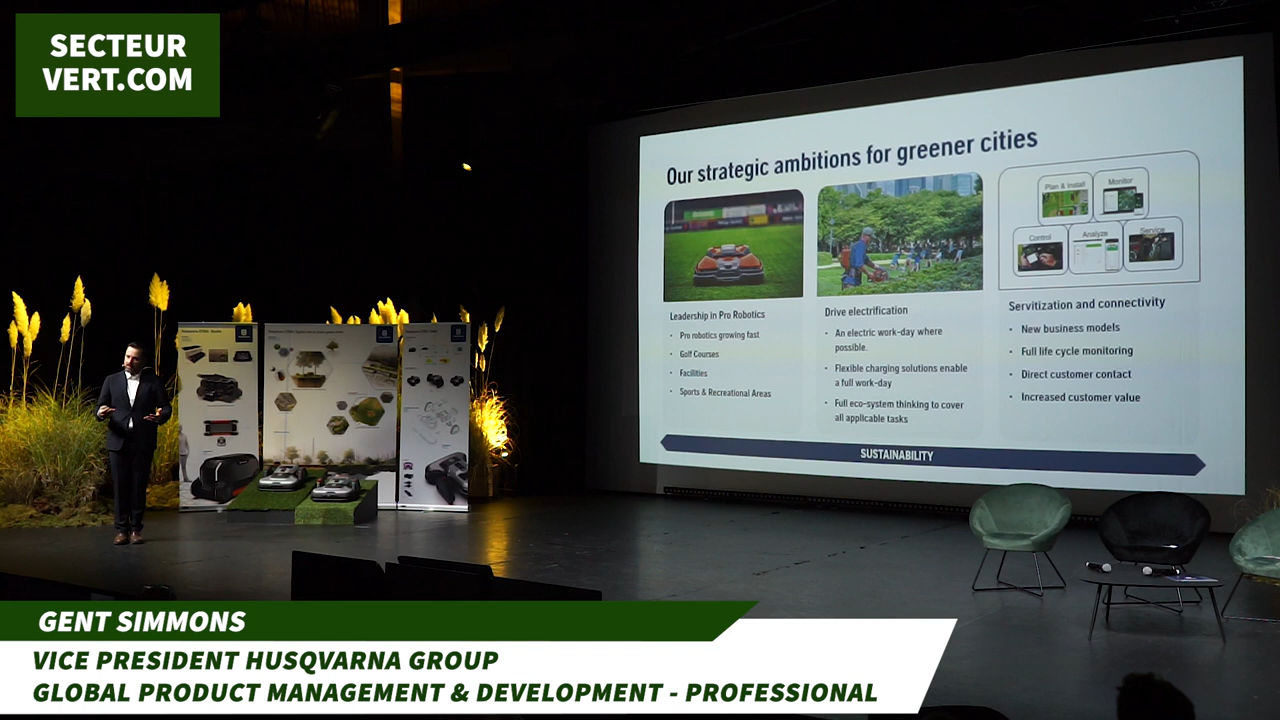 SECTEUR
VERT.COM
Our strategic ambitions for greener cities
Plan & Install
Monitor
Control
Analyze
Service
Leadership in Pro Robotics
• Pro robotics growing fast
• Golf Courses
• Facilities
• Sports & Recreational Areas
Drive electrification
• An electric work-day where
possible.
• Flexible charging solutions enable
a full work-day
• Full eco-system thinking to cover
all applicable tasks
Servitization and connectivity
• New business models
• Full life cycle monitoring
• Direct customer contact
• Increased customer value
SUSTAINABILITY
GENT SIMMONS
VICE PRESIDENT HUSQVARNA GROUP
GLOBAL PRODUCT MANAGEMENT & DEVELOPMENT - PROFESSIONAL